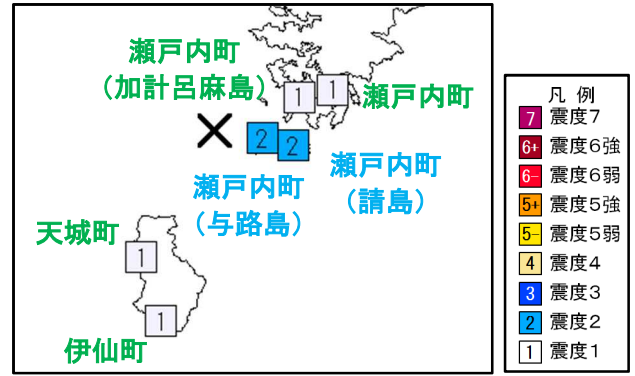 瀬戸内町
（加計呂麻島）
1
1
瀬戸内町
2
2
瀬戸内町
（与路島）
瀬戸内町
（請島）
天城町
1
1
伊仙町
凡 例
7 震度7
6+ 震度6強
6- 震度6弱
5+ 震度5強
5- 震度5弱
4 震度4
3 震度3
2 震度2
1 震度1